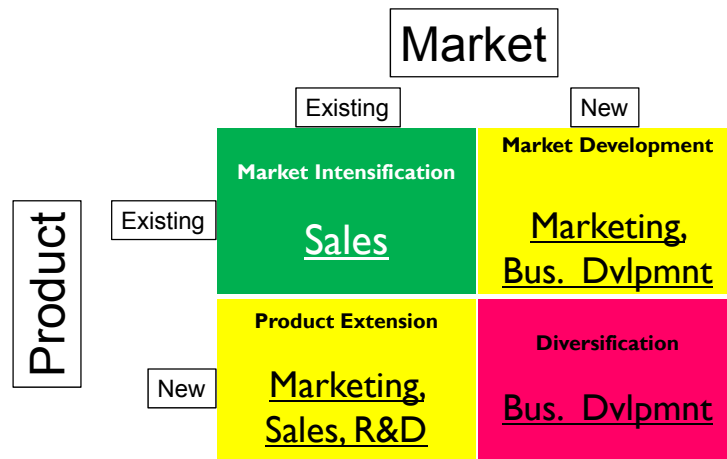 Market
Existing
New
Product
Existing
Market Intensification
Sales
Market Development
Marketing,
Bus. Dvlpmnt
New
Product Extension
Marketing,
Sales, R&D
Diversification
Bus. Dvlpmnt